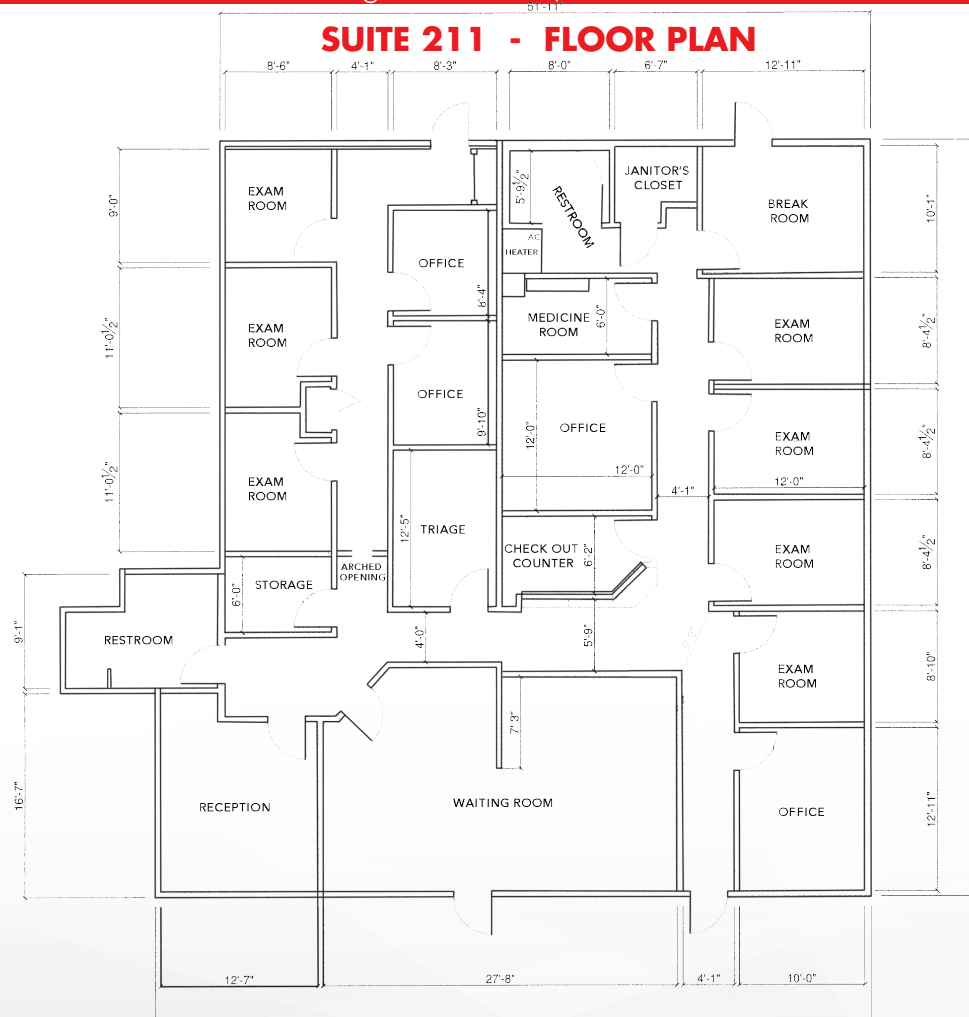 51'-11"
SUITE 211 - FLOOR PLAN
8'-6"
4'-1"
8'-3"
8'-0"
6'-7"
12'-11"
9'-0"
EXAM
ROOM
5'-9½"
RESTROOM
JANITOR'S
CLOSET
BREAK
ROOM
10'-1"
AC
HEATER
OFFICE
8'-4"
11'-0½"
EXAM
ROOM
MEDICINE
ROOM
6'-0"
EXAM
ROOM
8'-4½"
OFFICE
9'-10"
12'-0"
OFFICE
12'-0"
4'-1"
EXAM
ROOM
12'-0"
8'-4½"
11'-0½"
EXAM
ROOM
12'-5"
TRIAGE
CHECK OUT
COUNTER
6'-2"
EXAM
ROOM
8'-4½"
ARCHED
OPENING
6'-0"
STORAGE
9'-1"
RESTROOM
4'-0"
5'-9"
EXAM
ROOM
8'-10"
7' 3"
16'-7"
RECEPTION
WAITING ROOM
OFFICE
12'-11"
12'-7"
27'-8"
4'-1"
10'-0"